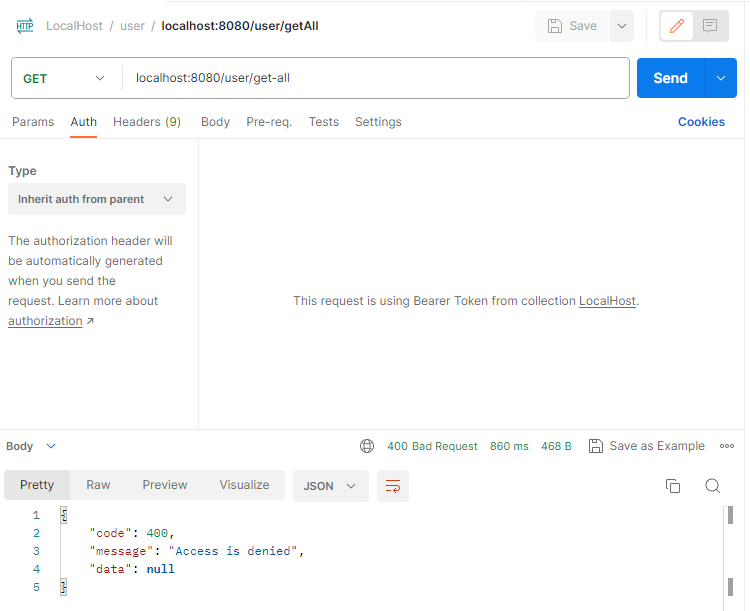 HTTP LocalHost / user / localhost:8080/user/getAll Save
GET localhost:8080/user/get-all Send
Params Auth Headers (9) Body Pre-req. Tests Settings Cookies
Type
Inherit auth from parent
The authorization header will
be automatically generated
when you send the
request. Learn more about
authorization ↗
This request is using Bearer Token from collection LocalHost.
Body 400 Bad Request 860 ms 468 B Save as Example
Pretty Raw Preview Visualize JSON
1 {
2 "code": 400,
3 "message": "Access is denied",
4 "data": null
5 }